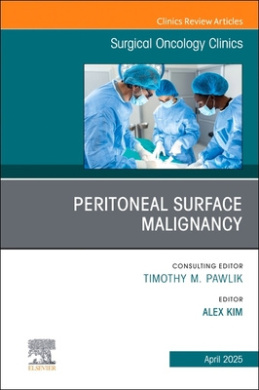 Clinics Review Articles
Surgical Oncology Clinics
PERITONEAL SURFACE
MALIGNANCY
CONSULTING EDITOR
TIMOTHY M. PAWLIK
EDITOR
ALEX KIM
ELSEVIER
April 2025